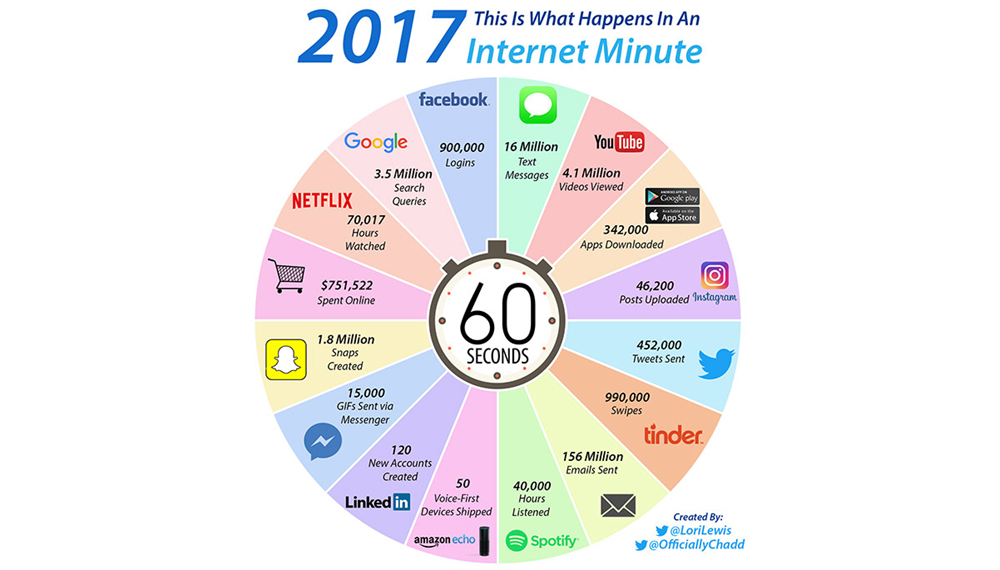 2017 This Is What Happens In An
Internet Minute
facebook
900,000
Logins
16 Million
Text
Messages
YouTube
4.1 Million
Videos Viewed
ANDROID APP ON
Google play
Available on the
App Store
342,000
Apps Downloaded
46,200
Posts Uploaded
Instagram
452,000
Tweets Sent
990,000
Swipes
tinder
156 Million
Emails Sent
40,000
Hours
Listened
Spotify
50
Voice-First
Devices Shipped
amazon echo
120
New Accounts
Created
Linked in
15,000
GIFs Sent via
Messenger
1.8 Million
Snaps
Created
$751,522
Spent Online
NETFLIX
70,017
Hours
Watched
Google
3.5 Million
Search
Queries
60
SECONDS
Created By:
@LoriLewis
@OfficiallyChadd